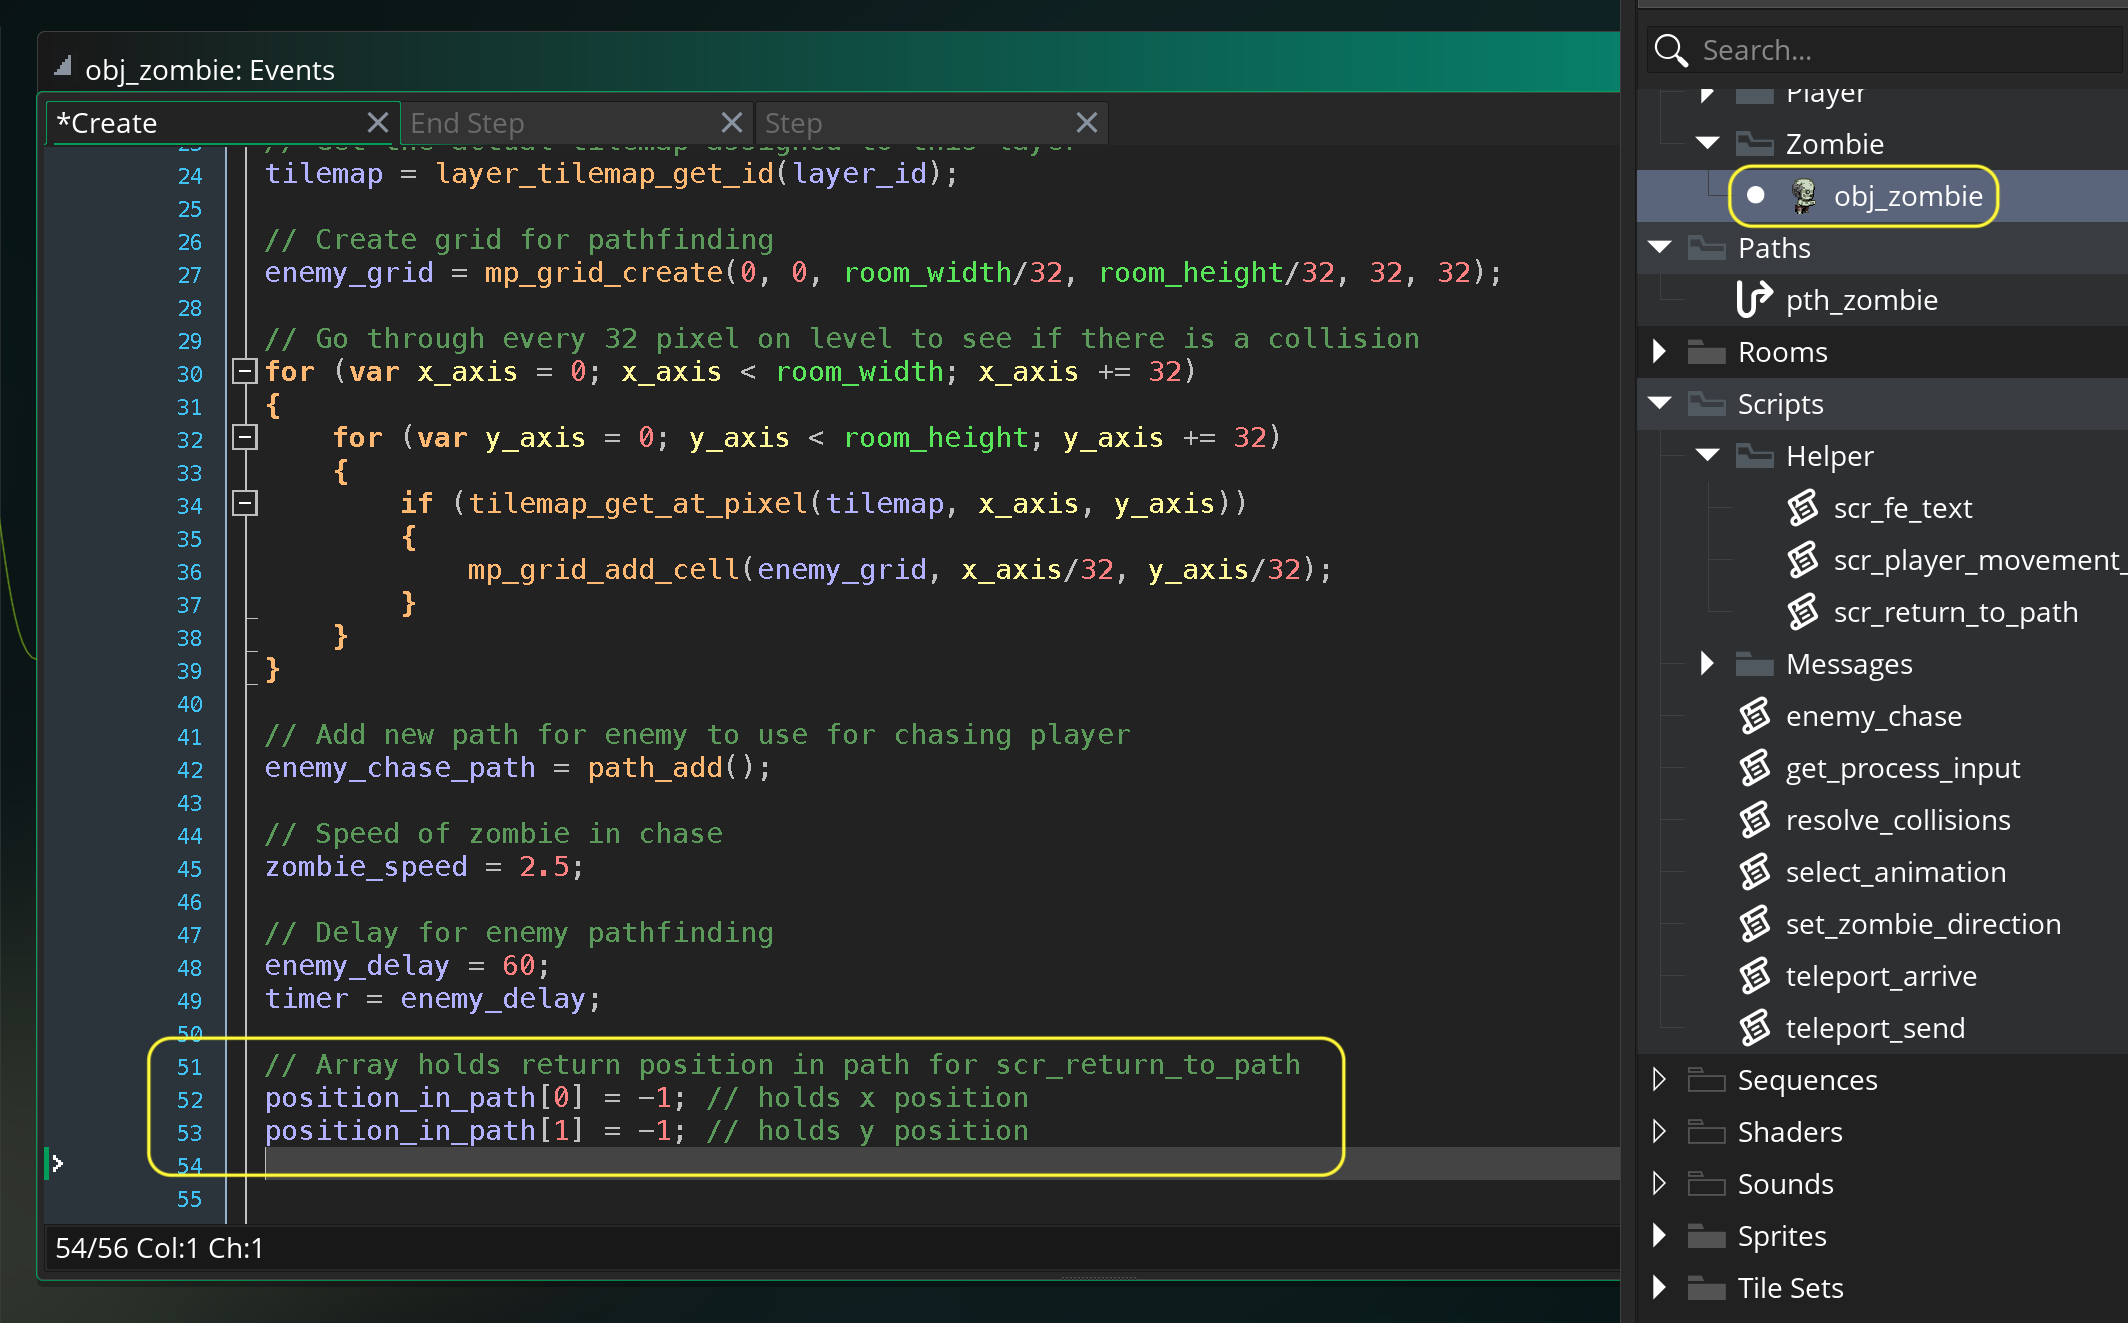 obj_zombie: Events
*Create
End Step
Step
23 // Get the actual tilemap assigned to this layer
24 tilemap = layer_tilemap_get_id(layer_id);
25
26 // Create grid for pathfinding
27 enemy_grid = mp_grid_create(0, 0, room_width/32, room_height/32, 32, 32);
28
29 // Go through every 32 pixel on level to see if there is a collision
30 for (var x_axis = 0; x_axis < room_width; x_axis += 32)
31 {
32 for (var y_axis = 0; y_axis < room_height; y_axis += 32)
33 {
34 if (tilemap_get_at_pixel(tilemap, x_axis, y_axis))
35 {
36 mp_grid_add_cell(enemy_grid, x_axis/32, y_axis/32);
37 }
38 }
39 }
40
41 // Add new path for enemy to use for chasing player
42 enemy_chase_path = path_add();
43
44 // Speed of zombie in chase
45 zombie_speed = 2.5;
46
47 // Delay for enemy pathfinding
48 enemy_delay = 60;
49 timer = enemy_delay;
50
51 // Array holds return position in path for scr_return_to_path
52 position_in_path[0] = -1; // holds x position
53 position_in_path[1] = -1; // holds y position
54
55
54/56 Col:1 Ch:1
Search...
Player
Zombie
obj_zombie
Paths
pth_zombie
Rooms
Scripts
Helper
scr_fe_text
scr_player_movement_
scr_return_to_path
Messages
enemy_chase
get_process_input
resolve_collisions
select_animation
set_zombie_direction
teleport_arrive
teleport_send
Sequences
Shaders
Sounds
Sprites
Tile Sets